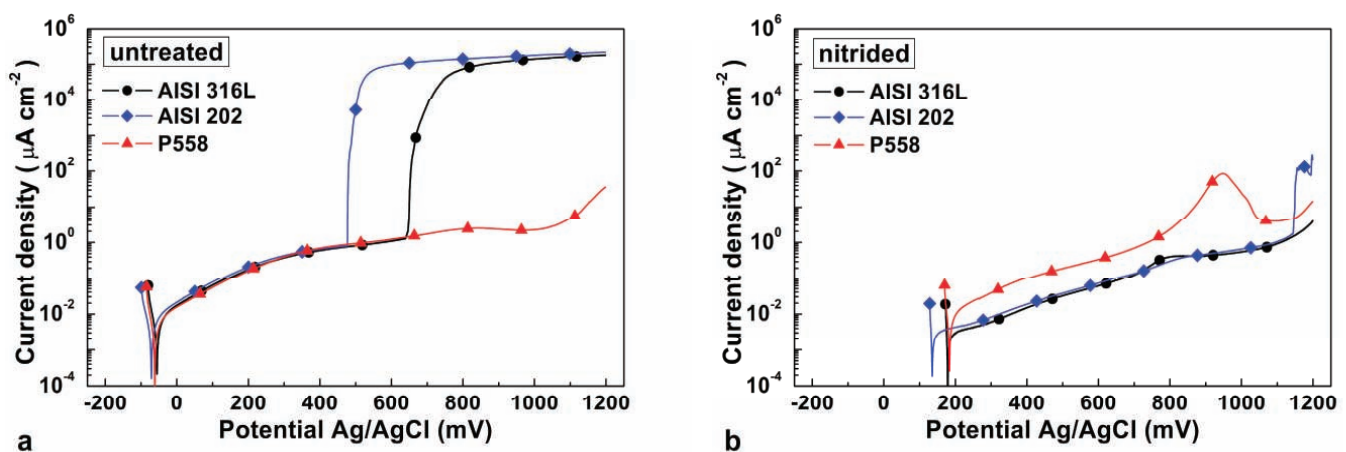 untreated
AISI 316L
AISI 202
P558
Current density ( μA cm⁻²)
10⁶
10⁴
10²
10⁰
10⁻²
10⁻⁴
-200 0 200 400 600 800 1000 1200
Potential Ag/AgCl (mV)
a
nitrided
AISI 316L
AISI 202
P558
Current density ( μA cm⁻²)
10⁶
10⁴
10²
10⁰
10⁻²
10⁻⁴
-200 0 200 400 600 800 1000 1200
Potential Ag/AgCl (mV)
b